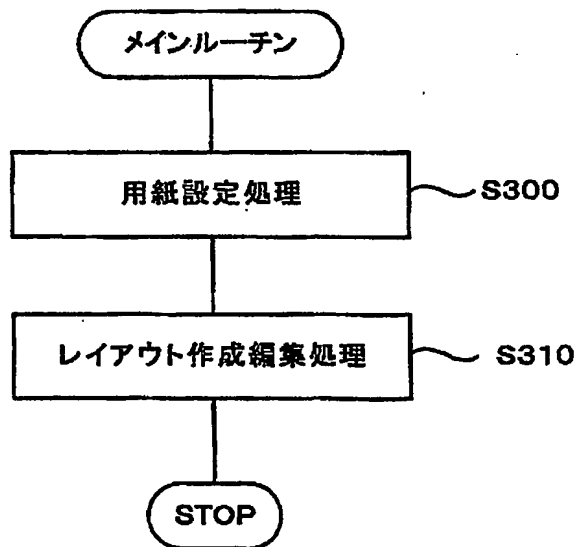 メインルーチン
用紙設定処理
S300
レイアウト作成編集処理
S310
STOP